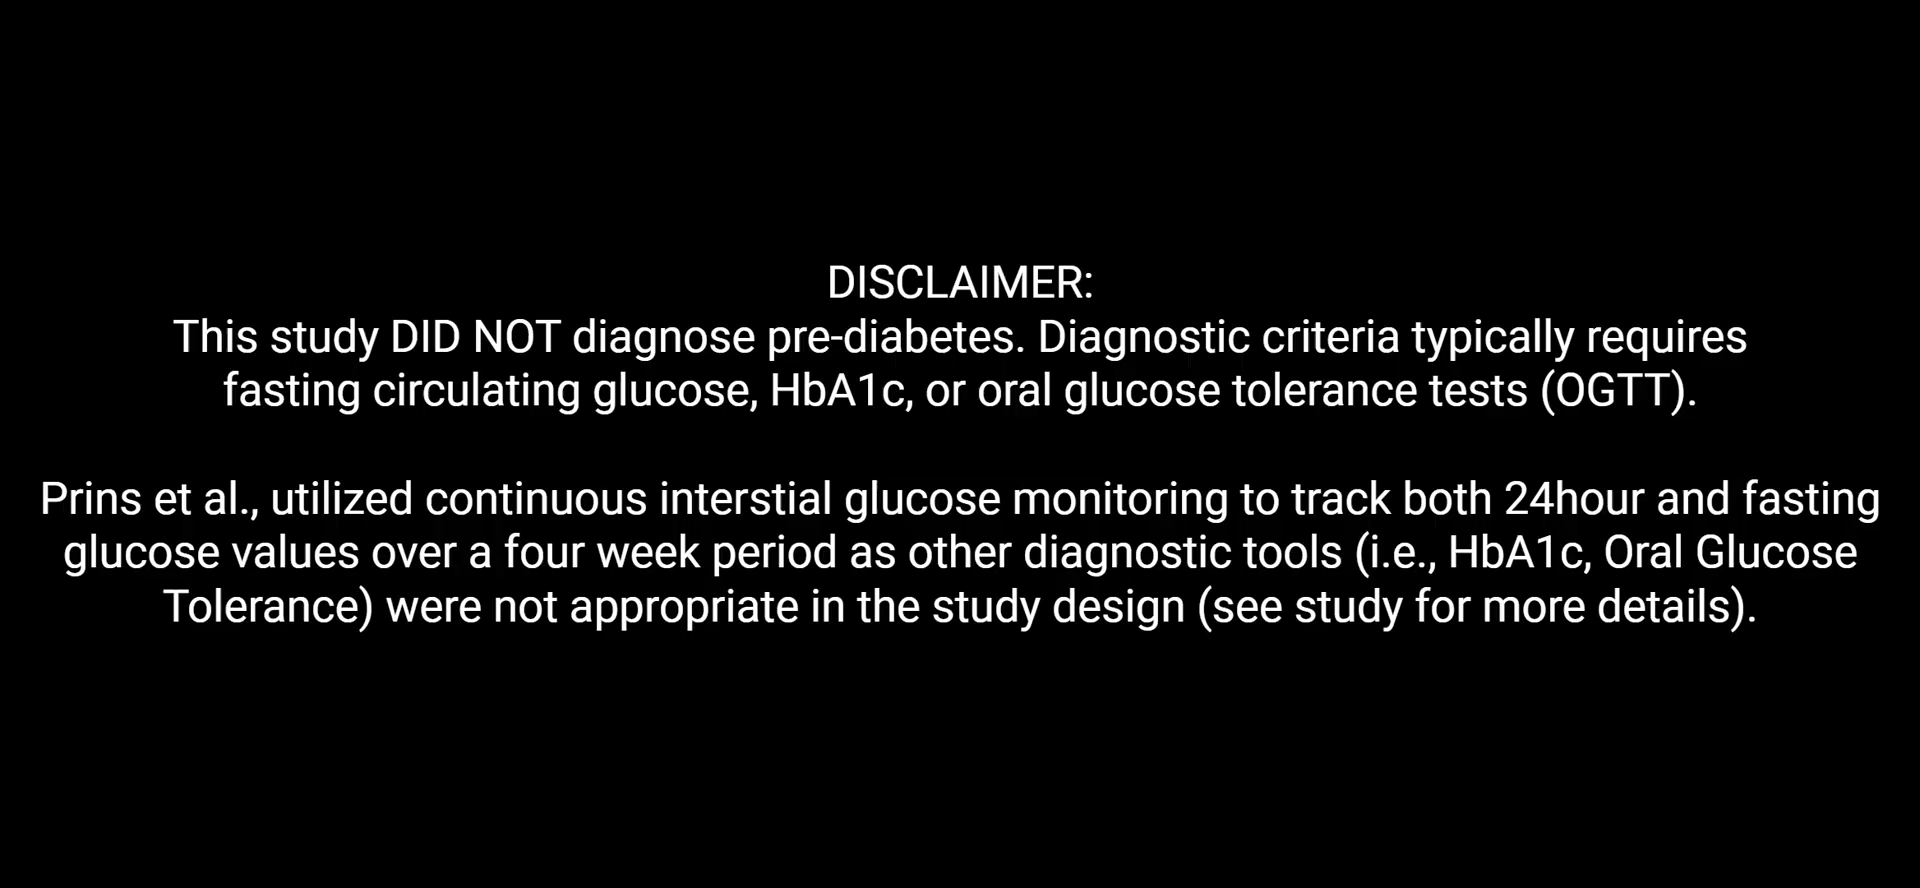 DISCLAIMER:
This study DID NOT diagnose pre-diabetes. Diagnostic criteria typically requires
fasting circulating glucose, HbA1c, or oral glucose tolerance tests (OGTT).
Prins et al., utilized continuous interstial glucose monitoring to track both 24hour and fasting
glucose values over a four week period as other diagnostic tools (i.e., HbA1c, Oral Glucose
Tolerance) were not appropriate in the study design (see study for more details).